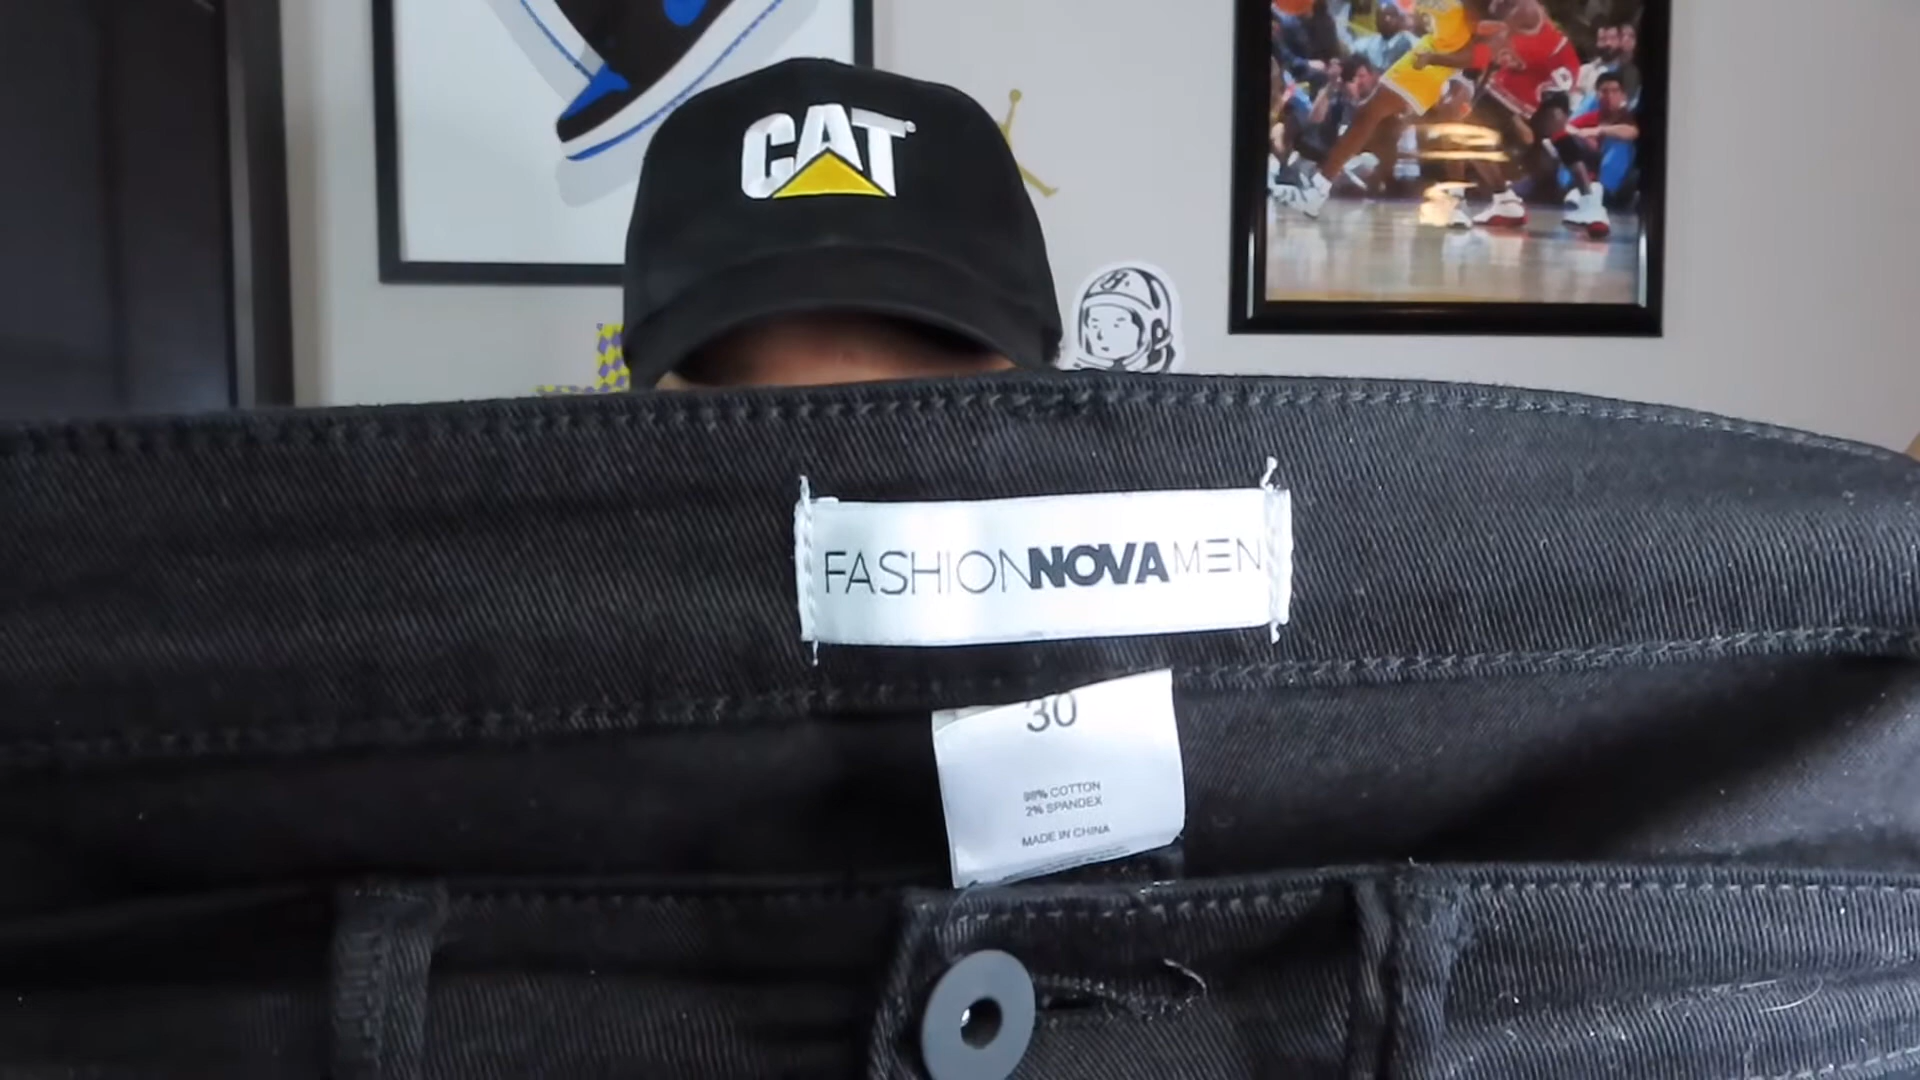 CAT
FASHIONNOVAMEN
30
98% COTTON
2% SPANDEX
MADE IN CHINA